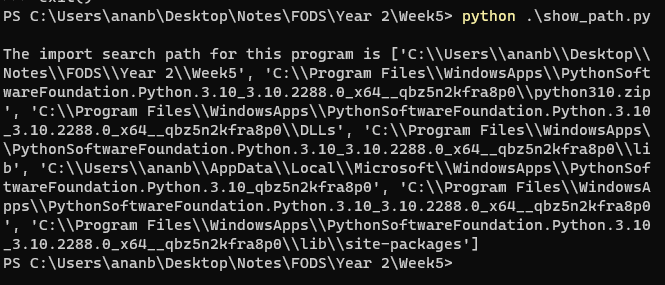 PS C:\Users\ananb\Desktop\Notes\FODS\Year 2\Week5> python .\show_path.py
The import search path for this program is ['C:\\Users\\ananb\\Desktop\\
Notes\\FODS\\Year 2\\Week5', 'C:\\Program Files\\WindowsApps\\PythonSoft
wareFoundation.Python.3.10_3.10.2288.0_x64__qbz5n2kfra8p0\\python310.zip
', 'C:\\Program Files\\WindowsApps\\PythonSoftwareFoundation.Python.3.10
_3.10.2288.0_x64__qbz5n2kfra8p0\\DLLs', 'C:\\Program Files\\WindowsApps\
\PythonSoftwareFoundation.Python.3.10_3.10.2288.0_x64__qbz5n2kfra8p0\\li
b', 'C:\\Users\\ananb\\AppData\\Local\\Microsoft\\WindowsApps\\PythonSof
twareFoundation.Python.3.10_qbz5n2kfra8p0', 'C:\\Program Files\\WindowsA
pps\\PythonSoftwareFoundation.Python.3.10_3.10.2288.0_x64__qbz5n2kfra8p0
', 'C:\\Program Files\\WindowsApps\\PythonSoftwareFoundation.Python.3.10
_3.10.2288.0_x64__qbz5n2kfra8p0\\lib\\site-packages']
PS C:\Users\ananb\Desktop\Notes\FODS\Year 2\Week5>